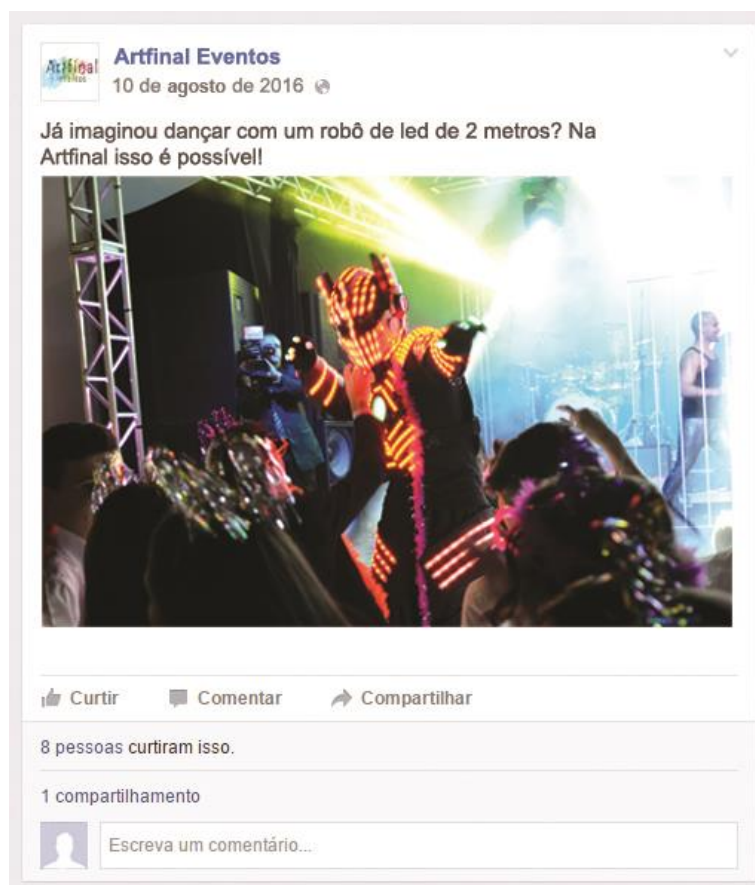 Artfinal
Artfinal Eventos
10 de agosto de 2016
Já imaginou dançar com um robô de led de 2 metros? Na
Artfinal isso é possível!
Curtir Comentar Compartilhar
8 pessoas curtiram isso.
1 compartilhamento
Escreva um comentário...